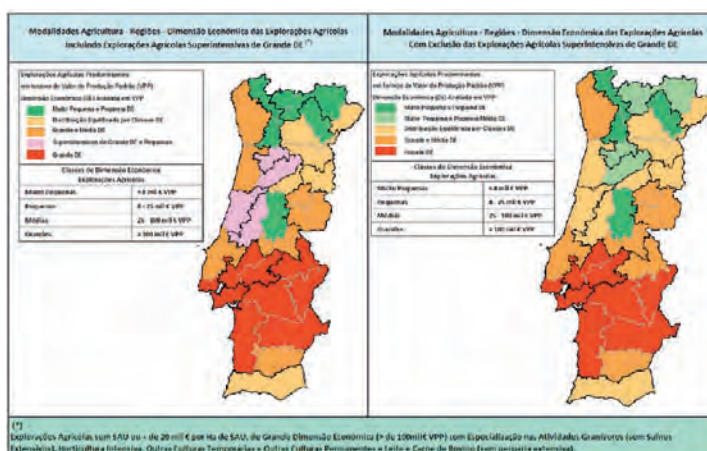 Modalidades Agricultura - Regiões - Dimensão Económica das Explorações Agrícolas
Incluindo Explorações Agrícolas Superintensivas de Grande DE (*)
Explorações Agrícolas Predominantes
em termos de Valor da Produção Padrão (VPP)
Dimensão Económica (DE) Avaliada em VPP
Muito Pequena e Pequena DE
Distribuição Equilibrada por Classes DE
Grande e Média DE
Superintensivas de Grande DE e Pequenas
Grande DE
Classes de Dimensão Económica
Explorações Agrícolas
Muito Pequenas < 8 mil € VPP
Pequenas 8 - 25 mil € VPP
Médias 25 - 100 mil € VPP
Grandes > 100 mil € VPP
Modalidades Agricultura - Regiões - Dimensão Económica das Explorações Agrícolas
Com Exclusão das Explorações Agrícolas Superintensivas de Grande DE
Explorações Agrícolas Predominantes
em termos de Valor da Produção Padrão (VPP)
Dimensão Económica (DE) Avaliada em VPP
Muito Pequena e Pequena DE
Muito Pequena e Pequena/Média DE
Distribuição Equilibrada por Classes DE
Grande e Média DE
Grande DE
Classes de Dimensão Económica
Explorações Agrícolas
Muito Pequenas < 8 mil € VPP
Pequenas 8 - 25 mil € VPP
Médias 25 - 100 mil € VPP
Grandes > 100 mil € VPP
(*)
Explorações Agrícolas sem SAU ou + de 20 mil € por Ha de SAU, de Grande Dimensão Económica (> de 100mil € VPP) com Especialização nas Atividades Granívoros (sem Suínos
Extensivos), Horticultura Intensiva, Outras Culturas Temporárias e Outras Culturas Permanentes e Leite e Carne de Bovino (sem pecuária extensiva).